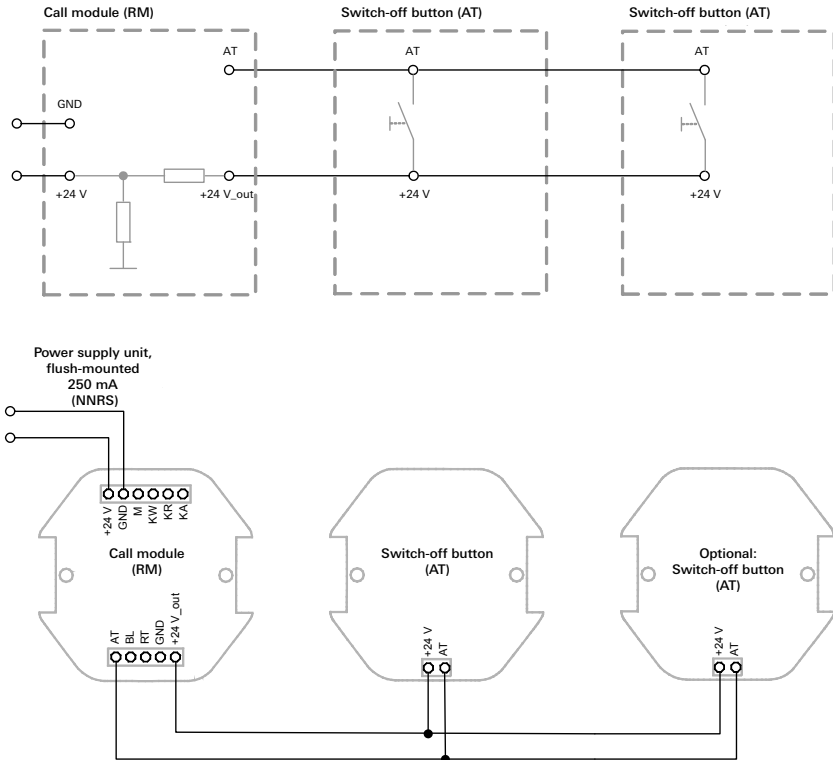 Call module (RM)
Switch-off button (AT)
Switch-off button (AT)
AT
AT
AT
GND
+24 V
+24 V_out
+24 V
+24 V
Power supply unit,
flush-mounted
250 mA
(NNRS)
+24 V
GND
M
KW
KR
KA
Call module
(RM)
Switch-off button
(AT)
Optional:
Switch-off button
(AT)
AT
BL
RT
GND
+24 V_out
+24 V
AT
+24 V
AT